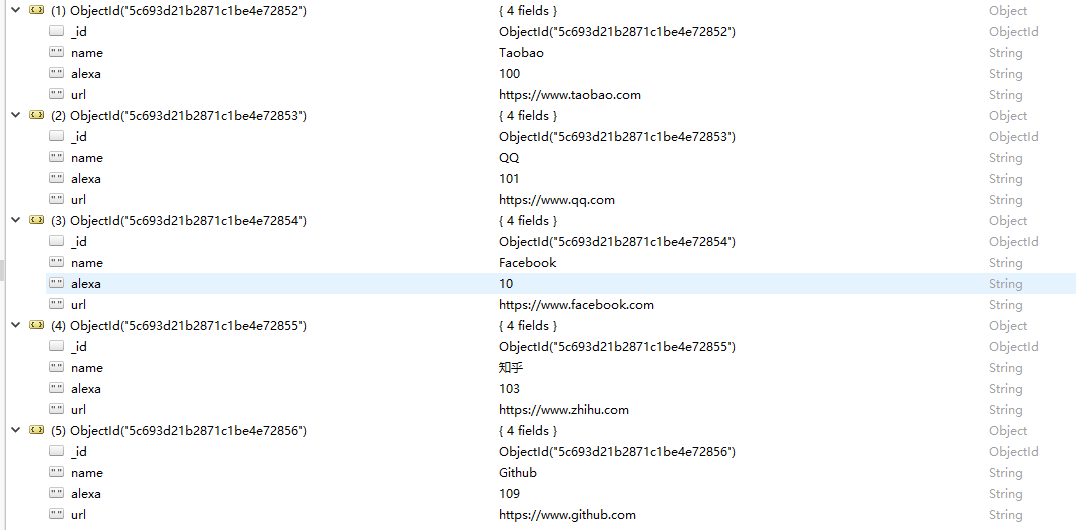 (1) ObjectId("5c693d21b2871c1be4e72852") { 4 fields } Object
_id ObjectId("5c693d21b2871c1be4e72852") ObjectId
"" name Taobao String
"" alexa 100 String
"" url https://www.taobao.com String
(2) ObjectId("5c693d21b2871c1be4e72853") { 4 fields } Object
_id ObjectId("5c693d21b2871c1be4e72853") ObjectId
"" name QQ String
"" alexa 101 String
"" url https://www.qq.com String
(3) ObjectId("5c693d21b2871c1be4e72854") { 4 fields } Object
_id ObjectId("5c693d21b2871c1be4e72854") ObjectId
"" name Facebook String
"" alexa 10 String
"" url https://www.facebook.com String
(4) ObjectId("5c693d21b2871c1be4e72855") { 4 fields } Object
_id ObjectId("5c693d21b2871c1be4e72855") ObjectId
"" name 知乎 String
"" alexa 103 String
"" url https://www.zhihu.com String
(5) ObjectId("5c693d21b2871c1be4e72856") { 4 fields } Object
_id ObjectId("5c693d21b2871c1be4e72856") ObjectId
"" name Github String
"" alexa 109 String
"" url https://www.github.com String